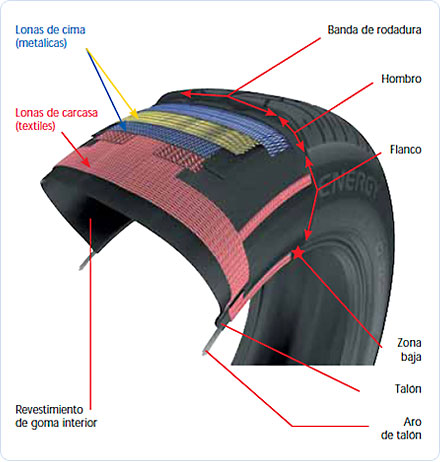 Lonas de cima
(metalicas)
Banda de rodadura
Hombro
Lonas de carcasa
(textiles)
Flanco
ENERGY
Zona
baja
Talón
Revestimiento
de goma interior
Aro
de talón